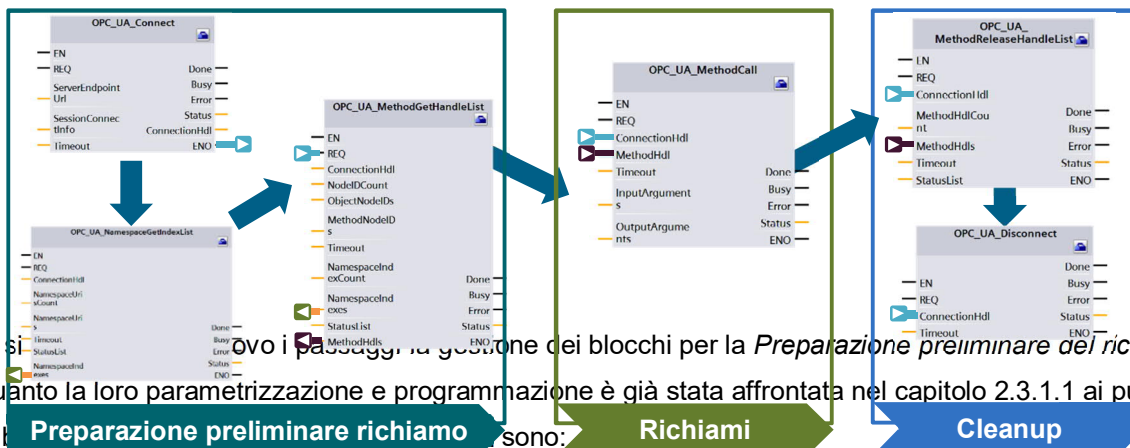 OPC_UA_Connect
EN
REQ
Done
ServerEndpoint
Url
Busy
Error
SessionConnec
tInfo
Status
ConnectionHdl
Timeout
ENO
OPC_UA_NamespaceGetIndexList
EN
REQ
ConnectionHdl
NamespaceUri
sCount
NamespaceUri
s
Done
Timeout
Busy
StatusList
Error
NamespaceInd
exes
Status
ENO
OPC_UA_MethodGetHandleList
EN
REQ
ConnectionHdl
NodeIDCount
ObjectNodeIDs
MethodNodeID
s
Timeout
NamespaceInd
exCount
Done
NamespaceInd
exes
Busy
Error
StatusList
Status
MethodHdls
ENO
OPC_UA_MethodCall
EN
REQ
ConnectionHdl
MethodHdl
Timeout
Done
InputArgument
s
Busy
Error
OutputArgume
nts
Status
ENO
OPC_UA_
MethodReleaseHandleList
EN
REQ
ConnectionHdl
MethodHdlCou
nt
Done
Busy
MethodHdls
Error
Timeout
Status
StatusList
ENO
OPC_UA_Disconnect
Done
EN
Busy
REQ
Error
ConnectionHdl
Status
Timeout
ENO
si ovo i passaggi la gestione dei blocchi per la Preparazione preliminare del ric
uanto la loro parametrizzazione e programmazione è già stata affrontata nel capitolo 2.3.1.1 ai pu
sono:
Preparazione preliminare richiamo
Richiami
Cleanup